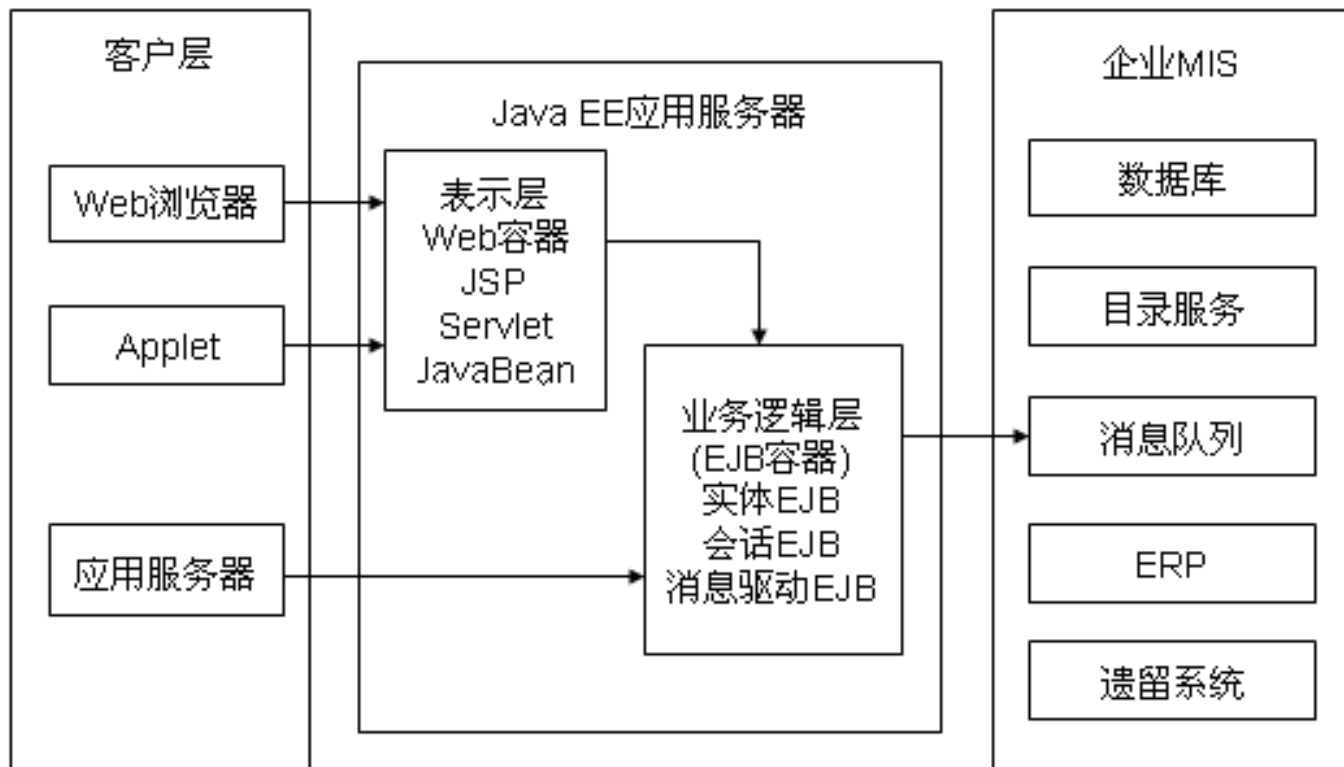 客户层
Web浏览器
Applet
应用服务器
Java EE应用服务器
表示层
Web容器
JSP
Servlet
JavaBean
业务逻辑层
(EJB容器)
实体EJB
会话EJB
消息驱动EJB
企业MIS
数据库
目录服务
消息队列
ERP
遗留系统